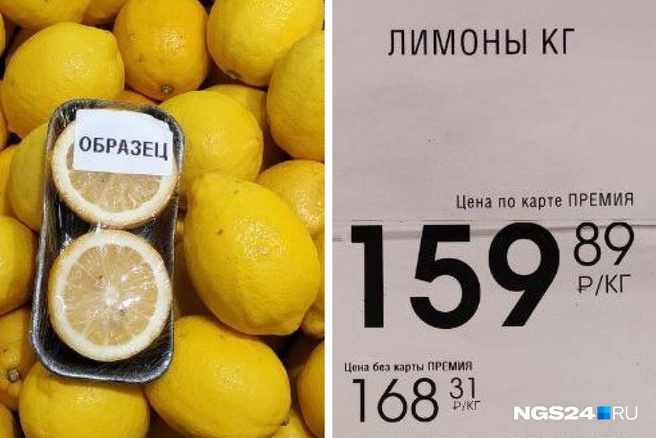 ОБРАЗЕЦ
ЛИМОНЫ КГ
Цена по карте ПРЕМИЯ
159 89
₽/КГ
Цена без карты ПРЕМИЯ
168 31
₽/КГ
NGS24.RU